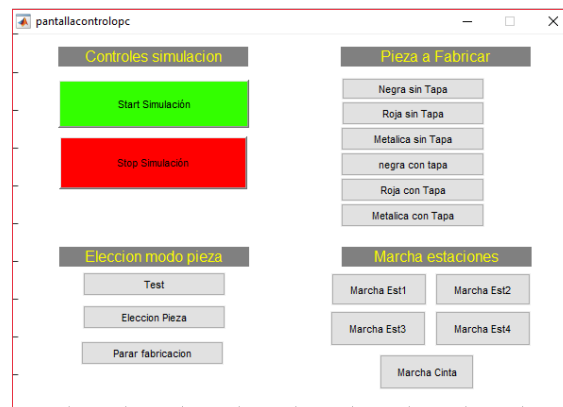 pantallacontrolopc
Controles simulacion
Start Simulación
Stop Simulación
Pieza a Fabricar
Negra sin Tapa
Roja sin Tapa
Metalica sin Tapa
negra con tapa
Roja con Tapa
Metalica con Tapa
Eleccion modo pieza
Test
Eleccion Pieza
Parar fabricacion
Marcha estaciones
Marcha Est1 Marcha Est2
Marcha Est3 Marcha Est4
Marcha Cinta